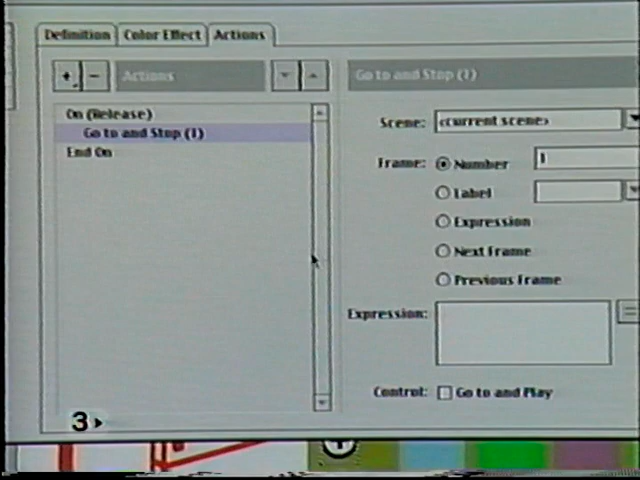 Definition Color Effect Actions
+ - Actions
Go to and Stop (1)
On (Release)
Go to and Stop (1)
End On
Scene: <current scene>
Frame: Number 1
Label
Expression
Next Frame
Previous Frame
Expression:
Control: Go to and Play
3